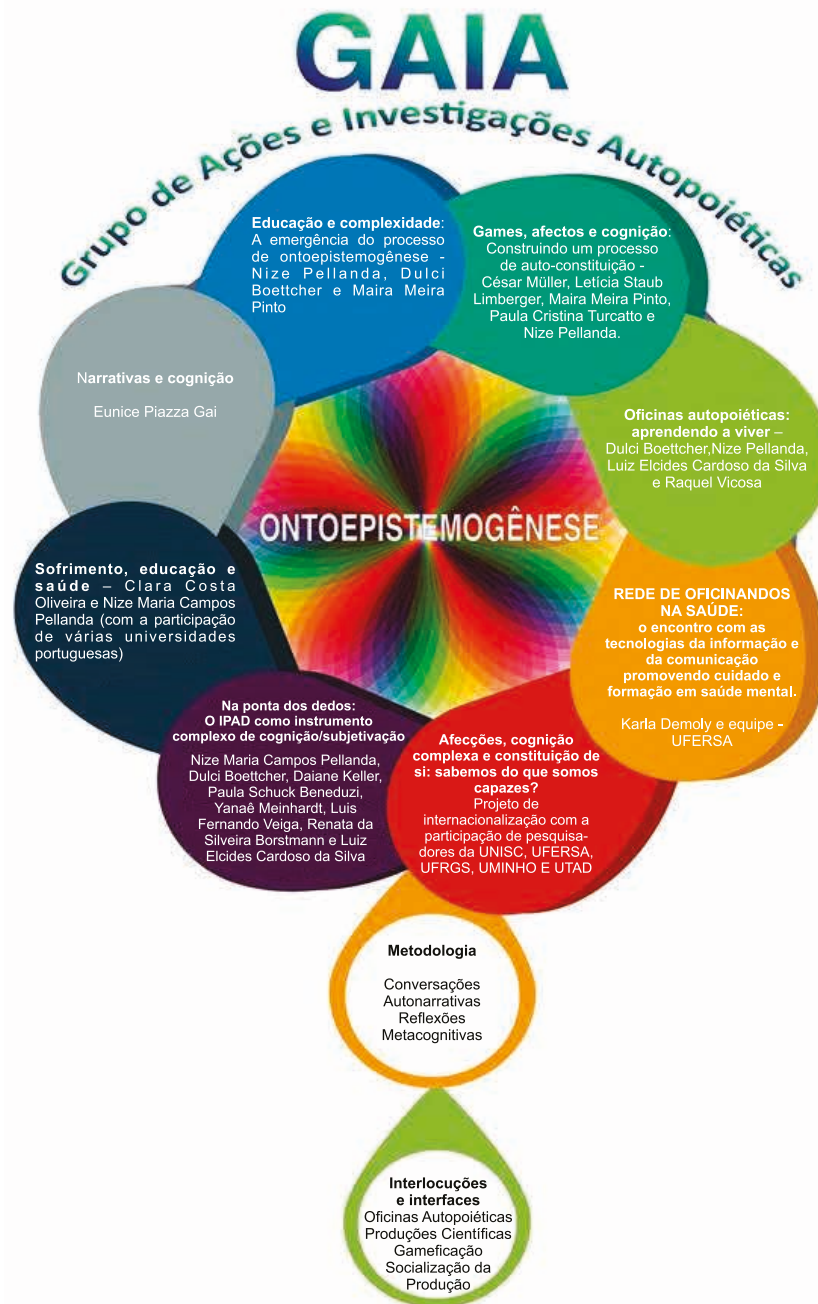 GAIA
Grupo de Ações e Investigações Autopoiéticas
Educação e complexidade:
A emergência do processo
de ontoepistemogênese -
Nize Pellanda, Dulci
Boettcher e Maira Meira
Pinto
Games, afectos e cognição:
Construindo um processo
de auto-constituição -
César Müller, Letícia Staub
Limberger, Maira Meira Pinto,
Paula Cristina Turcatto e
Nize Pellanda.
Narrativas e cognição
Eunice Piazza Gai
Oficinas autopoiéticas:
aprendendo a viver –
Dulci Boettcher,Nize Pellanda,
Luiz Elcides Cardoso da Silva
e Raquel Vicosa
ONTOEPISTEMOGÊNESE
Sofrimento, educação e
saúde – Clara Costa
Oliveira e Nize Maria Campos
Pellanda (com a participação
de várias universidades
portuguesas)
REDE DE OFICINANDOS
NA SAÚDE:
o encontro com as
tecnologias da informação e
da comunicação
promovendo cuidado e
formação em saúde mental.
Karla Demoly e equipe -
UFERSA
Na ponta dos dedos:
O IPAD como instrumento
complexo de cognição/subjetivação
Nize Maria Campos Pellanda,
Dulci Boettcher, Daiane Keller,
Paula Schuck Beneduzi,
Yanaê Meinhardt, Luis
Fernando Veiga, Renata da
Silveira Borstmann e Luiz
Elcides Cardoso da Silva
Afecções, cognição
complexa e constituição de
si: sabemos do que somos
capazes?
Projeto de
internacionalização com a
participação de pesquisa-
dores da UNISC, UFERSA,
UFRGS, UMINHO E UTAD
Metodologia
Conversações
Autonarrativas
Reflexões
Metacognitivas
Interlocuções
e interfaces
Oficinas Autopoiéticas
Produções Científicas
Gameficação
Socialização da
Produção